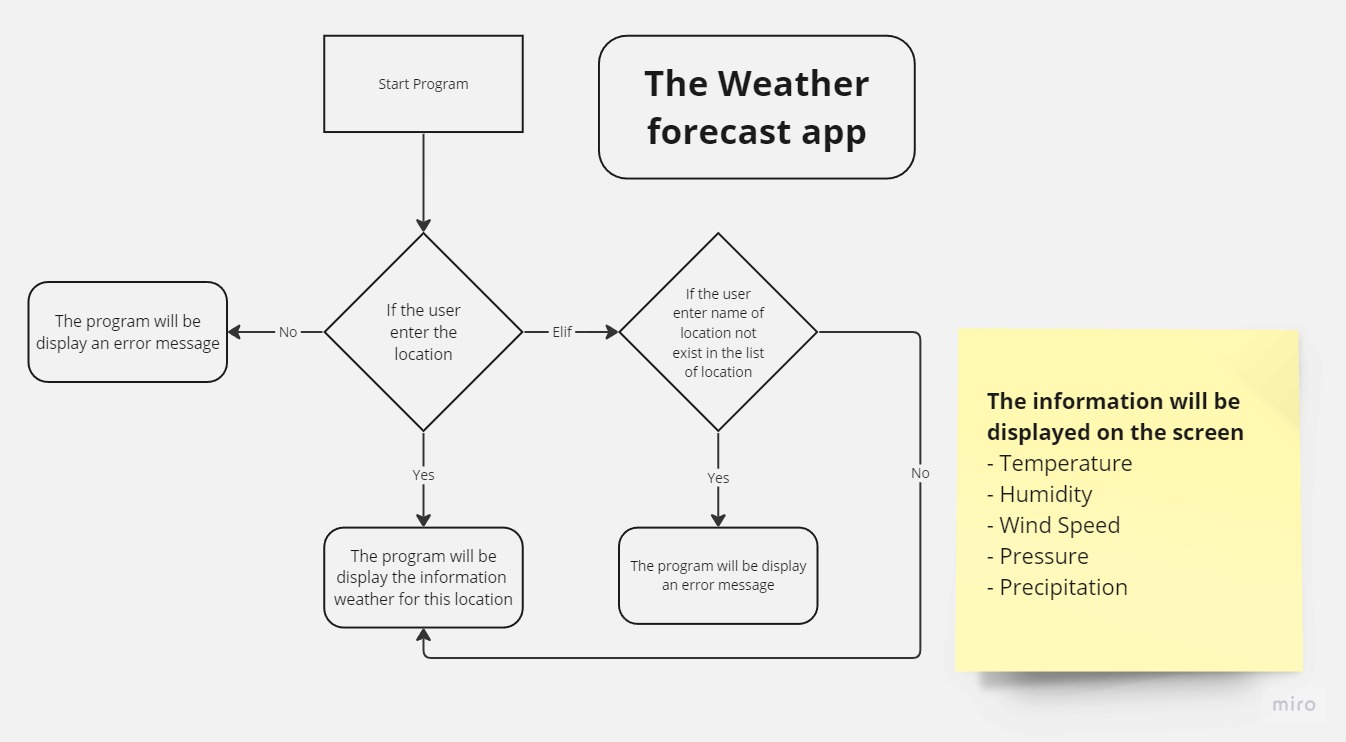 Start Program
The Weather
forecast app
If the user
enter the
location
No
The program will be
display an error message
Elif
If the user
enter name of
location not
exist in the list
of location
Yes
The program will be
display the information
weather for this location
Yes
The program will be display
an error message
No
The information will be
displayed on the screen
- Temperature
- Humidity
- Wind Speed
- Pressure
- Precipitation
miro